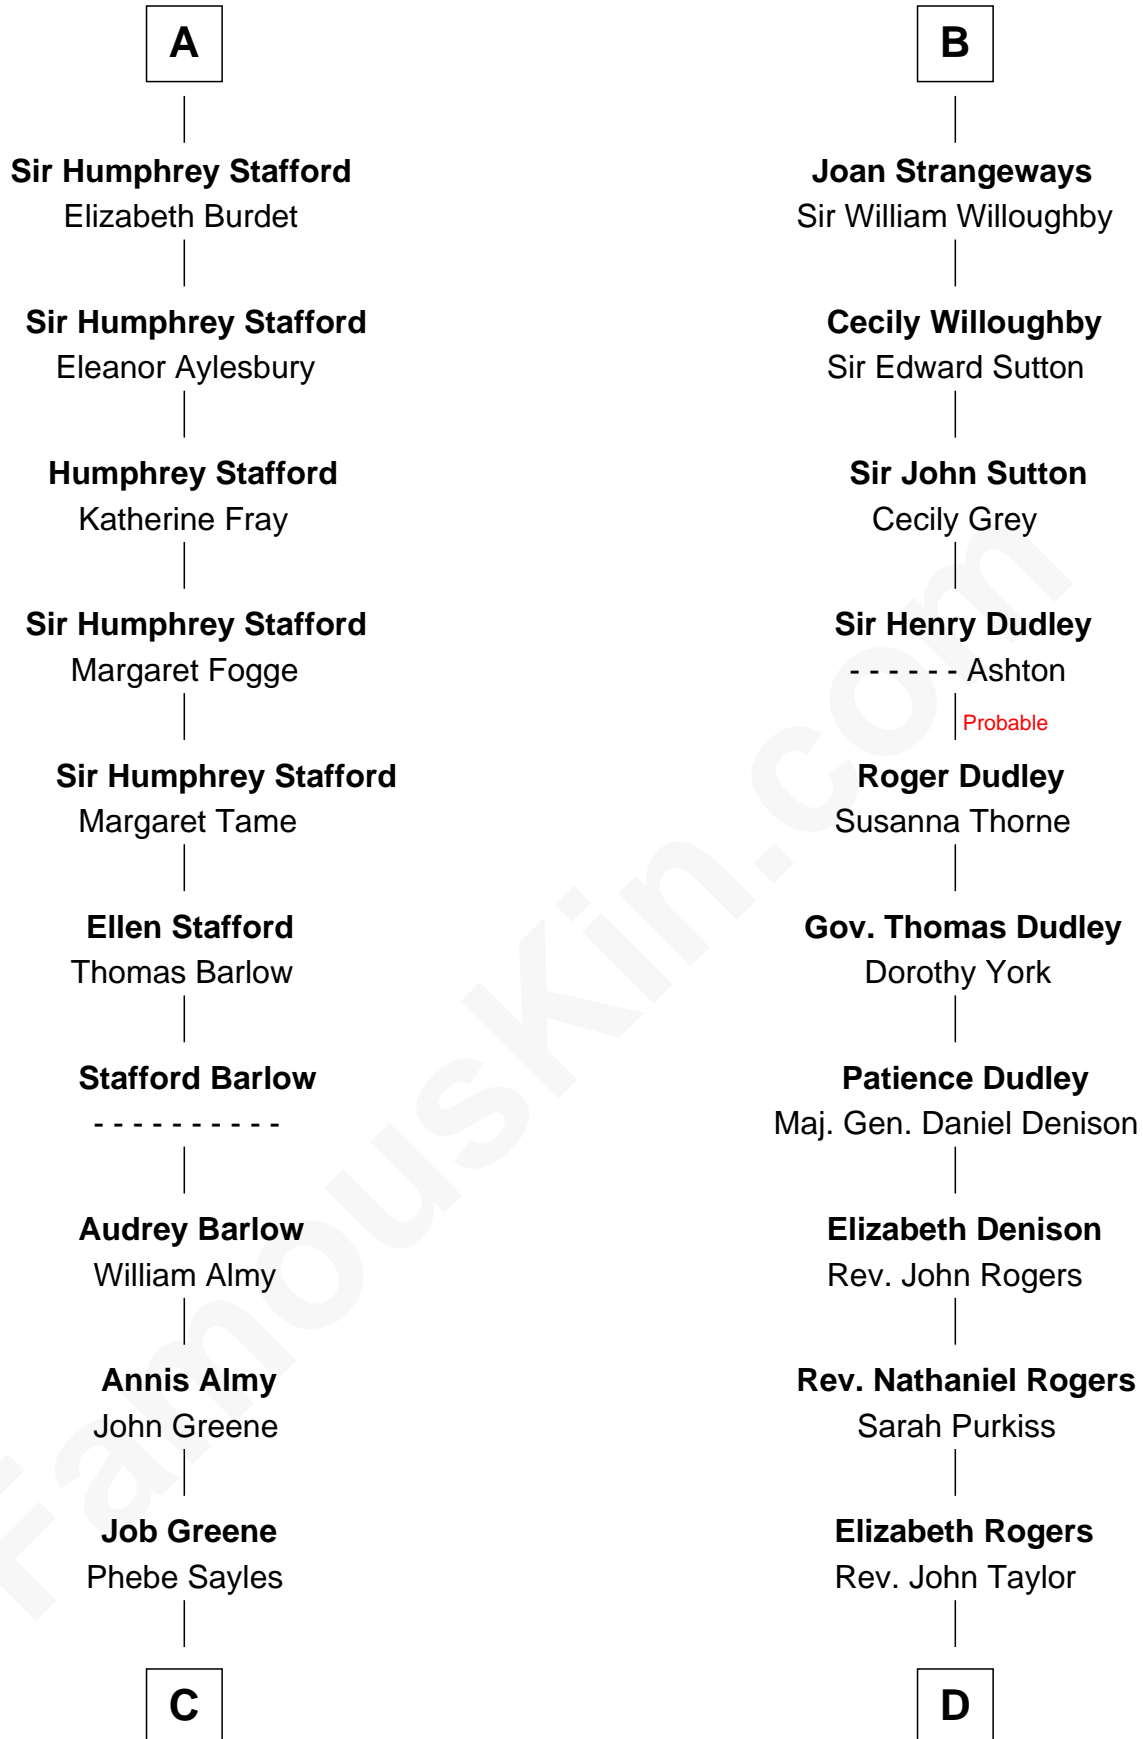 A
Sir Humphrey Stafford
Elizabeth Burdet
Sir Humphrey Stafford
Eleanor Aylesbury
Humphrey Stafford
Katherine Fray
Sir Humphrey Stafford
Margaret Fogge
Sir Humphrey Stafford
Margaret Tame
Ellen Stafford
Thomas Barlow
Stafford Barlow
- - - - - - - - - -
Audrey Barlow
William Almy
Annis Almy
John Greene
Job Greene
Phebe Sayles
C
B
Joan Strangeways
Sir William Willoughby
Cecily Willoughby
Sir Edward Sutton
Sir John Sutton
Cecily Grey
Sir Henry Dudley
- - - - - - Ashton
Probable
Roger Dudley
Susanna Thorne
Gov. Thomas Dudley
Dorothy York
Patience Dudley
Maj. Gen. Daniel Denison
Elizabeth Denison
Rev. John Rogers
Rev. Nathaniel Rogers
Sarah Purkiss
Elizabeth Rogers
Rev. John Taylor
D
FamousKin.com